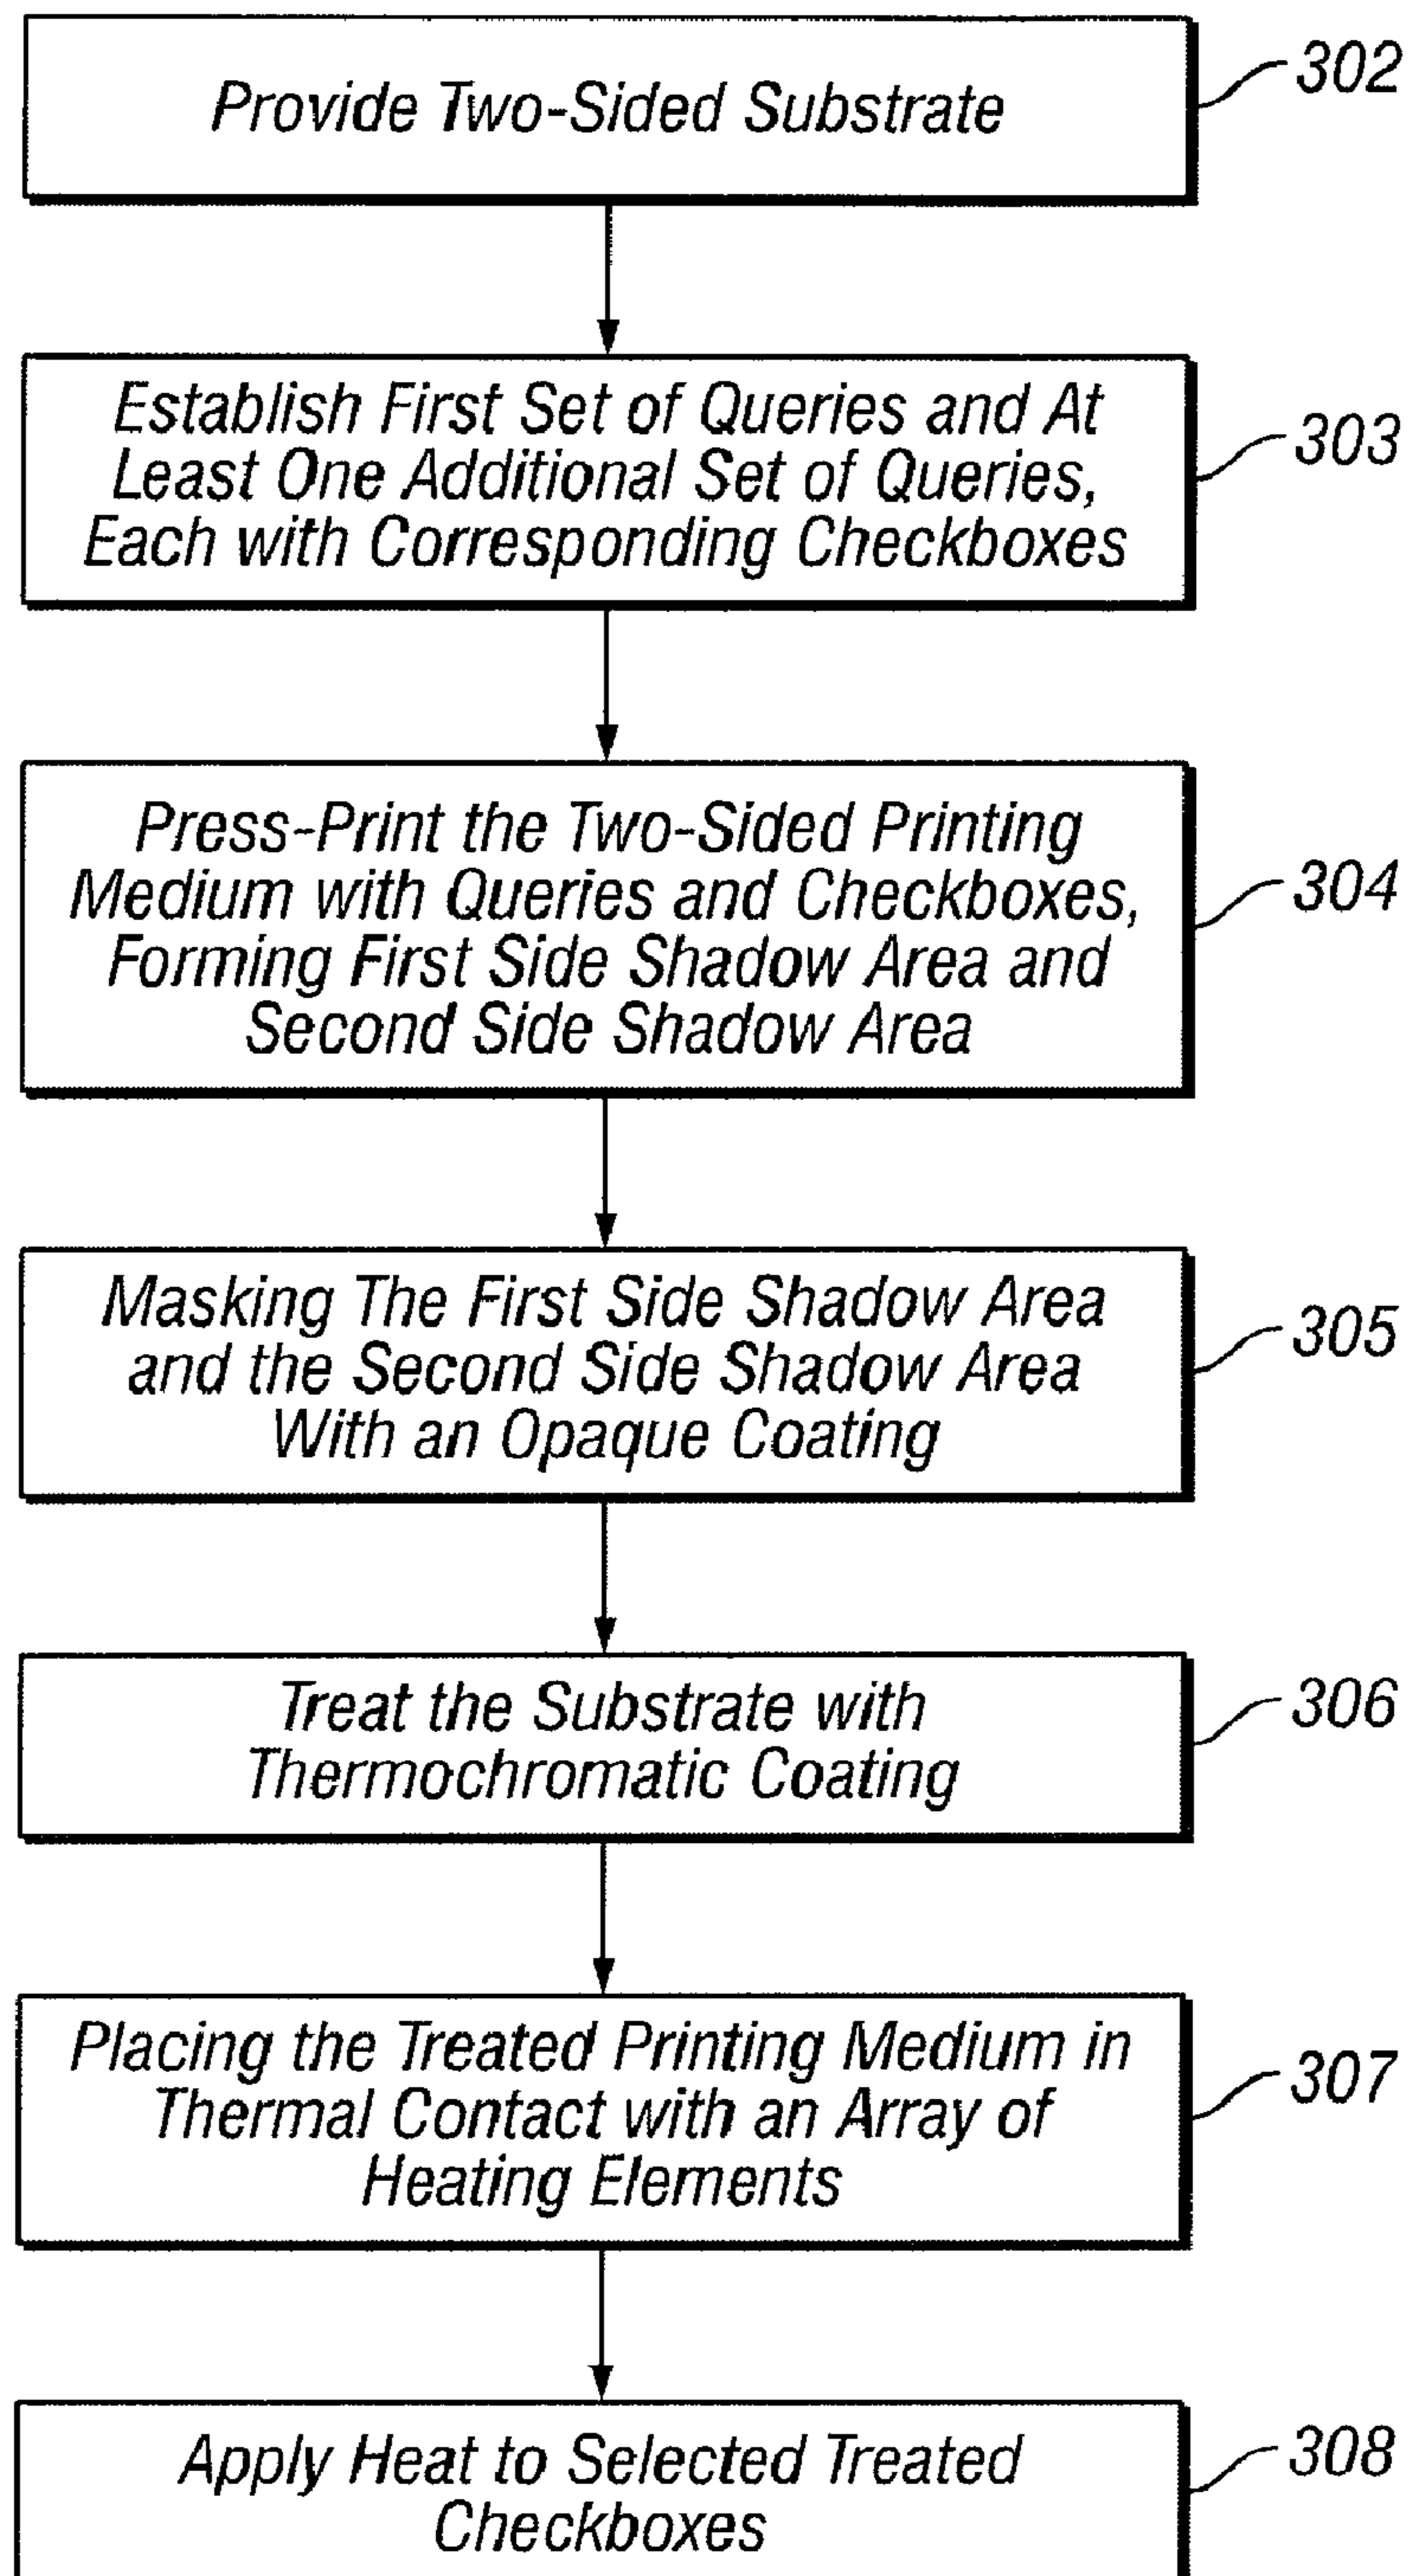 Provide Two-Sided Substrate
302
Establish First Set of Queries and At
Least One Additional Set of Queries,
Each with Corresponding Checkboxes
303
Press-Print the Two-Sided Printing
Medium with Queries and Checkboxes,
Forming First Side Shadow Area and
Second Side Shadow Area
304
Masking The First Side Shadow Area
and the Second Side Shadow Area
With an Opaque Coating
305
Treat the Substrate with
Thermochromatic Coating
306
Placing the Treated Printing Medium in
Thermal Contact with an Array of
Heating Elements
307
Apply Heat to Selected Treated
Checkboxes
308